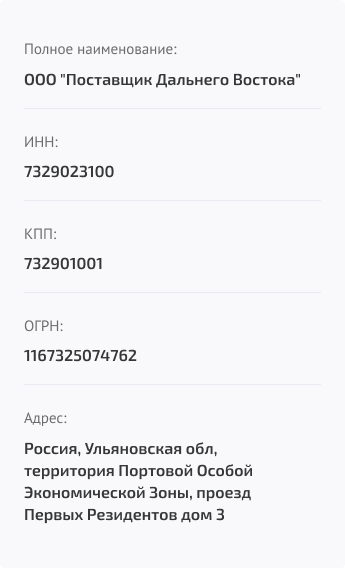 Полное наименование:
ООО "Поставщик Дальнего Востока"
ИНН:
7329023100
КПП:
732901001
ОГРН:
1167325074762
Адрес:
Россия, Ульяновская обл,
территория Портовой Особой
Экономической Зоны, проезд
Первых Резидентов дом 3